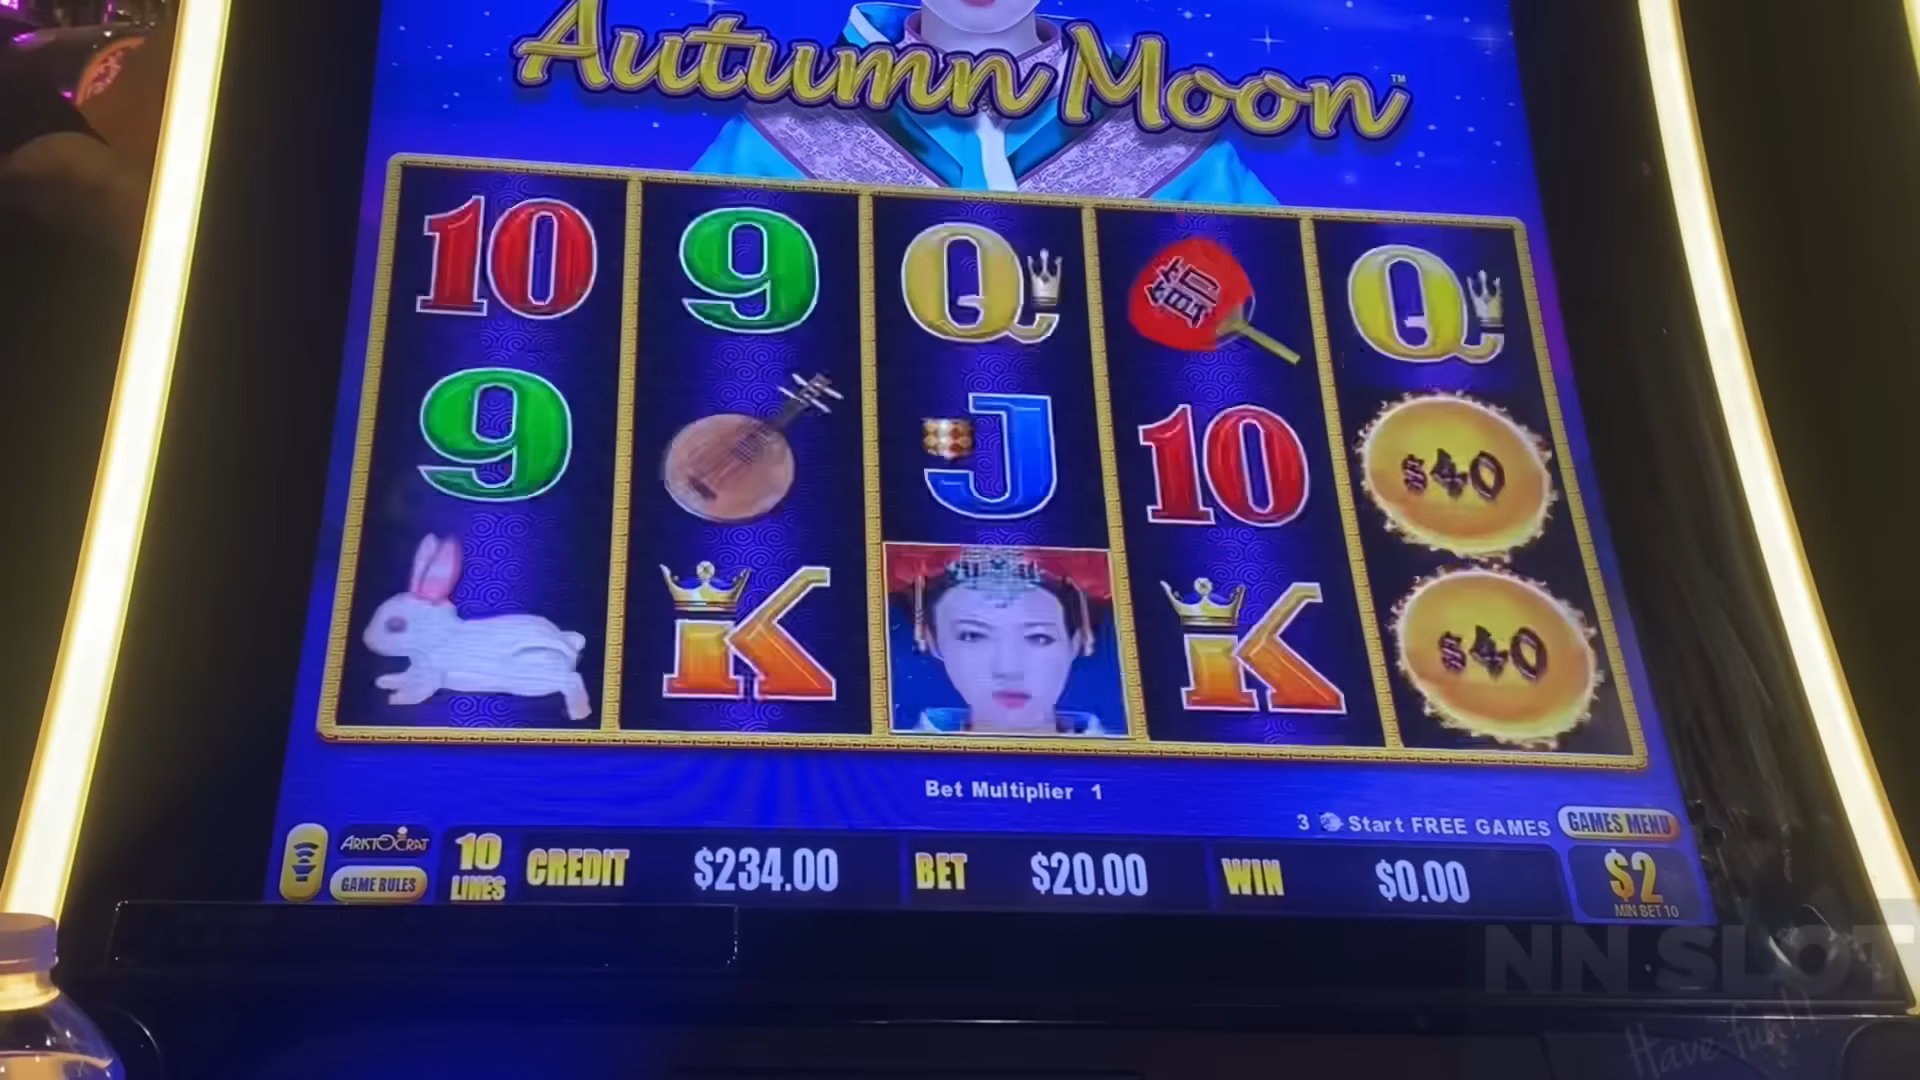 Autumn Moon™
10 9 Q 福 Q
9 J 10 $40
K K $40
Bet Multiplier 1
3 Start FREE GAMES GAMES MENU
ARISTOCRAT
GAME RULES
10 LINES CREDIT $234.00 BET $20.00 WIN $0.00 $2
MIN BET 10
NN SLOT
Have fun!!